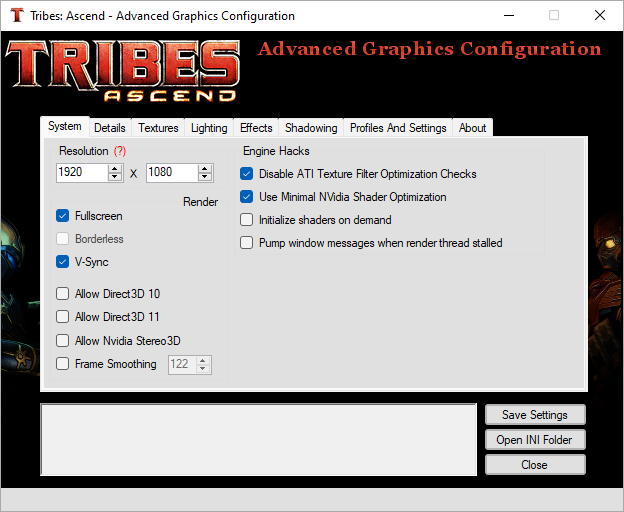 Tribes: Ascend - Advanced Graphics Configuration
TRIBES
ASCEND
Advanced Graphics Configuration
System Details Textures Lighting Effects Shadowing Profiles And Settings About
Resolution (?)
1920 X 1080
Render
Fullscreen
Borderless
V-Sync
Allow Direct3D 10
Allow Direct3D 11
Allow Nvidia Stereo3D
Frame Smoothing 122
Engine Hacks
Disable ATI Texture Filter Optimization Checks
Use Minimal NVidia Shader Optimization
Initialize shaders on demand
Pump window messages when render thread stalled
Save Settings
Open INI Folder
Close